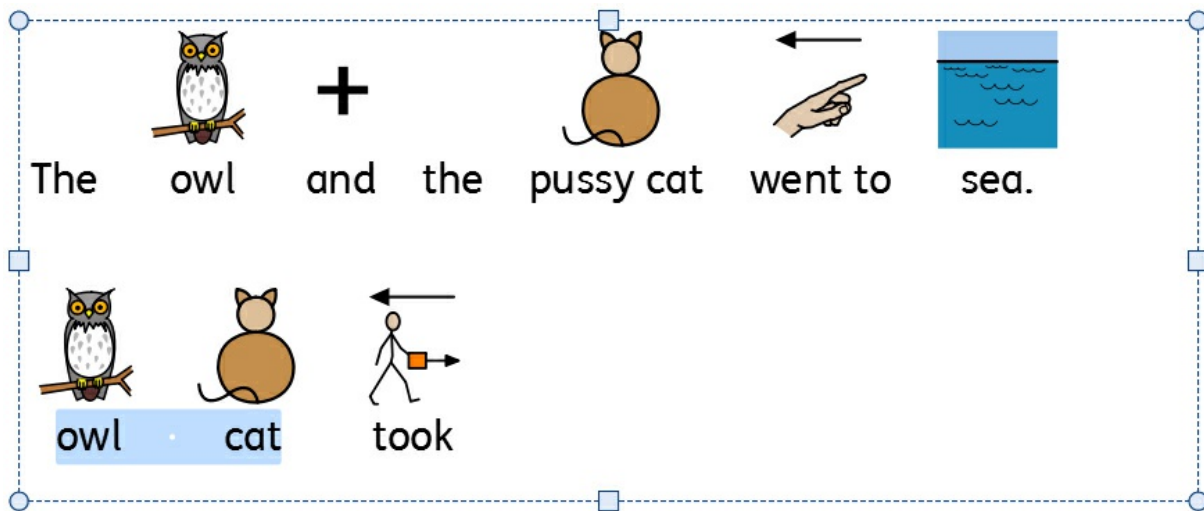 The owl and the pussy cat went to sea.
owl cat took